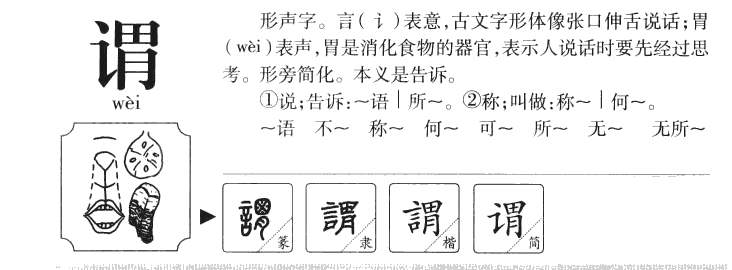 谓
wèi
形声字。言（讠）表意，古文字形体像张口伸舌说话；胃
（wèi）表声，胃是消化食物的器官，表示人说话时要先经过思
考。形旁简化。本义是告诉。
①说；告诉：～语｜所～。②称；叫做：称～｜何～。
～语 不～ 称～ 何～ 可～ 所～ 无～ 无所～
謂 篆
謂 隶
謂 楷
谓 简